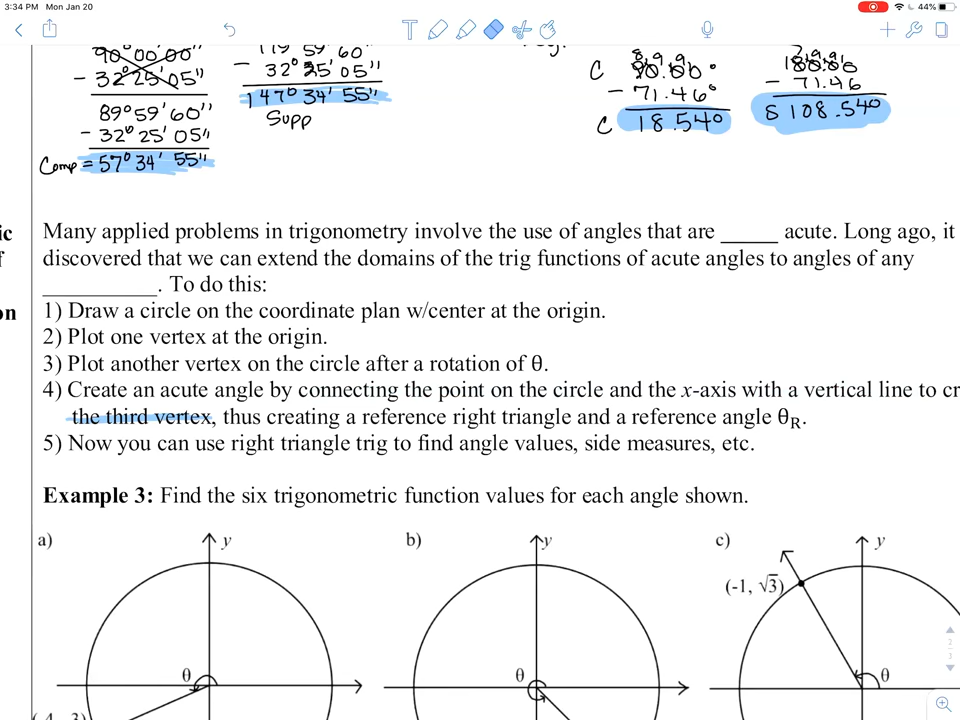 3:34 PM Mon Jan 20
44%
- 32° 25' 05"
89° 59' 60"
- 32° 25' 05"
Comp = 57° 34' 55"
119 59' 60"
- 32° 25' 05"
147° 34' 55"
Supp
C
- 71.46°
C 18.54°
- 71.46
S 108.54°
ic
f
on
Many applied problems in trigonometry involve the use of angles that are _____ acute. Long ago, it
discovered that we can extend the domains of the trig functions of acute angles to angles of any
__________. To do this:
1) Draw a circle on the coordinate plan w/center at the origin.
2) Plot one vertex at the origin.
3) Plot another vertex on the circle after a rotation of θ.
4) Create an acute angle by connecting the point on the circle and the x-axis with a vertical line to cr
the third vertex, thus creating a reference right triangle and a reference angle θR.
5) Now you can use right triangle trig to find angle values, side measures, etc.
Example 3: Find the six trigonometric function values for each angle shown.
a) y
θ
b) y
θ
c) y
(-1, √3)
θ
2
3